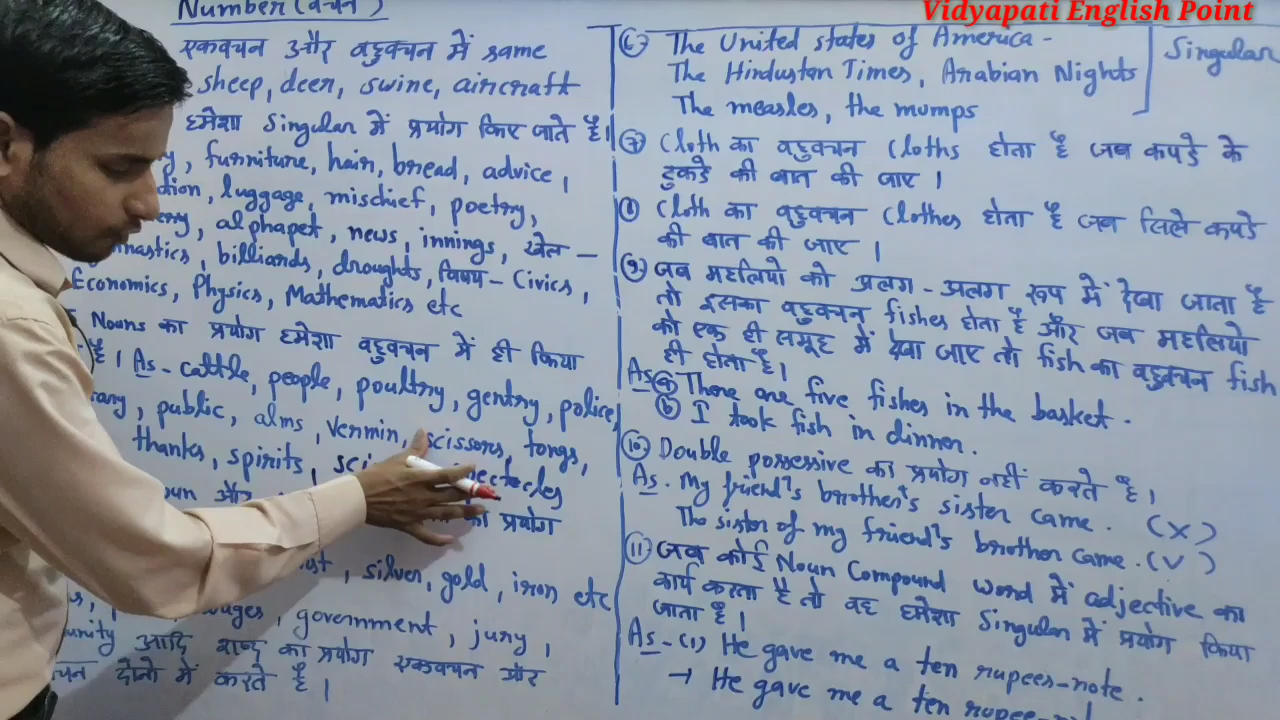 Vidyapati English Point
Number (वचन)
एकवचन और बहुवचन में same
sheep, deer, swine, aircraft
हमेशा Singular में प्रयोग किए जाते है।
furniture, hair, bread, advice,
luggage, mischief, poetry,
alphapet, news, innings, खेल -
billiards, droughts, विषय - Civics,
Economics, Physics, Mathematics etc
Nouns का प्रयोग हमेशा बहुवचन में ही किया
है। As - cattle, people, poultry, gentry, police,
public, alms, vermin, scissors, tongs,
thanks, spirits,
और
का प्रयोग
silver, gold, iron etc
wages, government, jury,
आदि शब्द का प्रयोग एकवचन और
दोनो में करते है।
The United states of America -
The Hindustan Times, Arabian Nights
The measles, the mumps
Singular
⑦ Cloth का बहुवचन Cloths होता है जब कपडे के
टुकडे की बात की जाए।
⑧ Cloth का बहुवचन Clothes होता है जब सिले कपडे
की बात की जाए।
⑨ जब मछलियो को अलग - अलग रूप में देखा जाता है
तो इसका बहुवचन fishes होता है और जब मछलियो
को एक ही समूह में देखा जाए तो fish का बहुवचन fish
ही होता है।
As ⓐ There are five fishes in the basket.
ⓑ I took fish in dinner.
⑩ Double possessive का प्रयोग नहीं करते है।
As. My friend's brother's sister came. (X)
The sister of my friend's brother came. (✓)
⑪ जब कोई Noun Compound word में adjective का
कार्य करता है तो वह हमेशा Singular में प्रयोग किया
जाता है।
As - (1) He gave me a ten rupees-note.
→ He gave me a ten rupee-